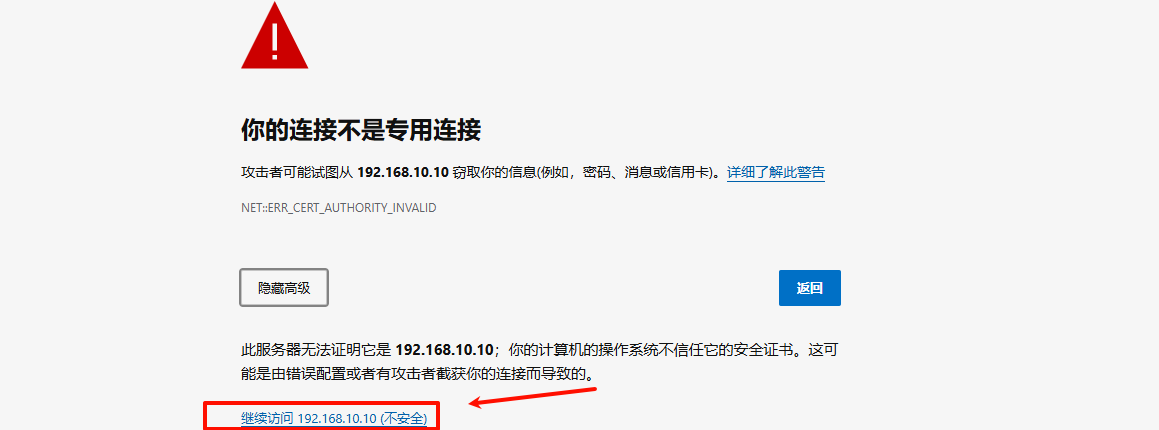 你的连接不是专用连接
攻击者可能试图从 192.168.10.10 窃取你的信息(例如，密码、消息或信用卡)。详细了解此警告
NET::ERR_CERT_AUTHORITY_INVALID
隐藏高级
返回
此服务器无法证明它是 192.168.10.10；你的计算机的操作系统不信任它的安全证书。这可
能是由错误配置或者有攻击者截获你的连接而导致的。
继续访问 192.168.10.10 (不安全)